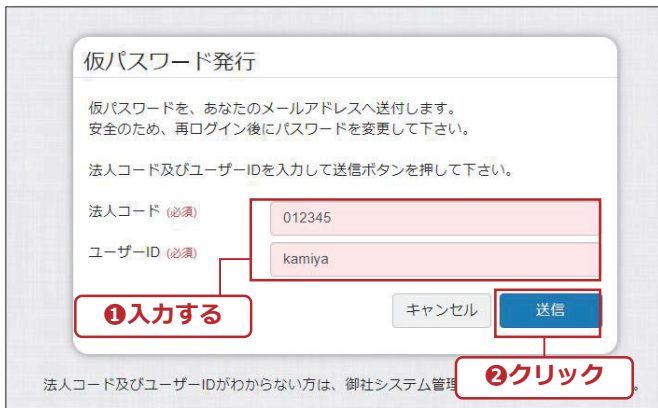 仮パスワード発行
仮パスワードを、あなたのメールアドレスへ送付します。
安全のため、再ログイン後にパスワードを変更して下さい。
法人コード及びユーザーIDを入力して送信ボタンを押して下さい。
法人コード (必須)
012345
ユーザーID (必須)
kamiya
❶入力する
キャンセル
送信
❷クリック
法人コード及びユーザーIDがわからない方は、御社システム管